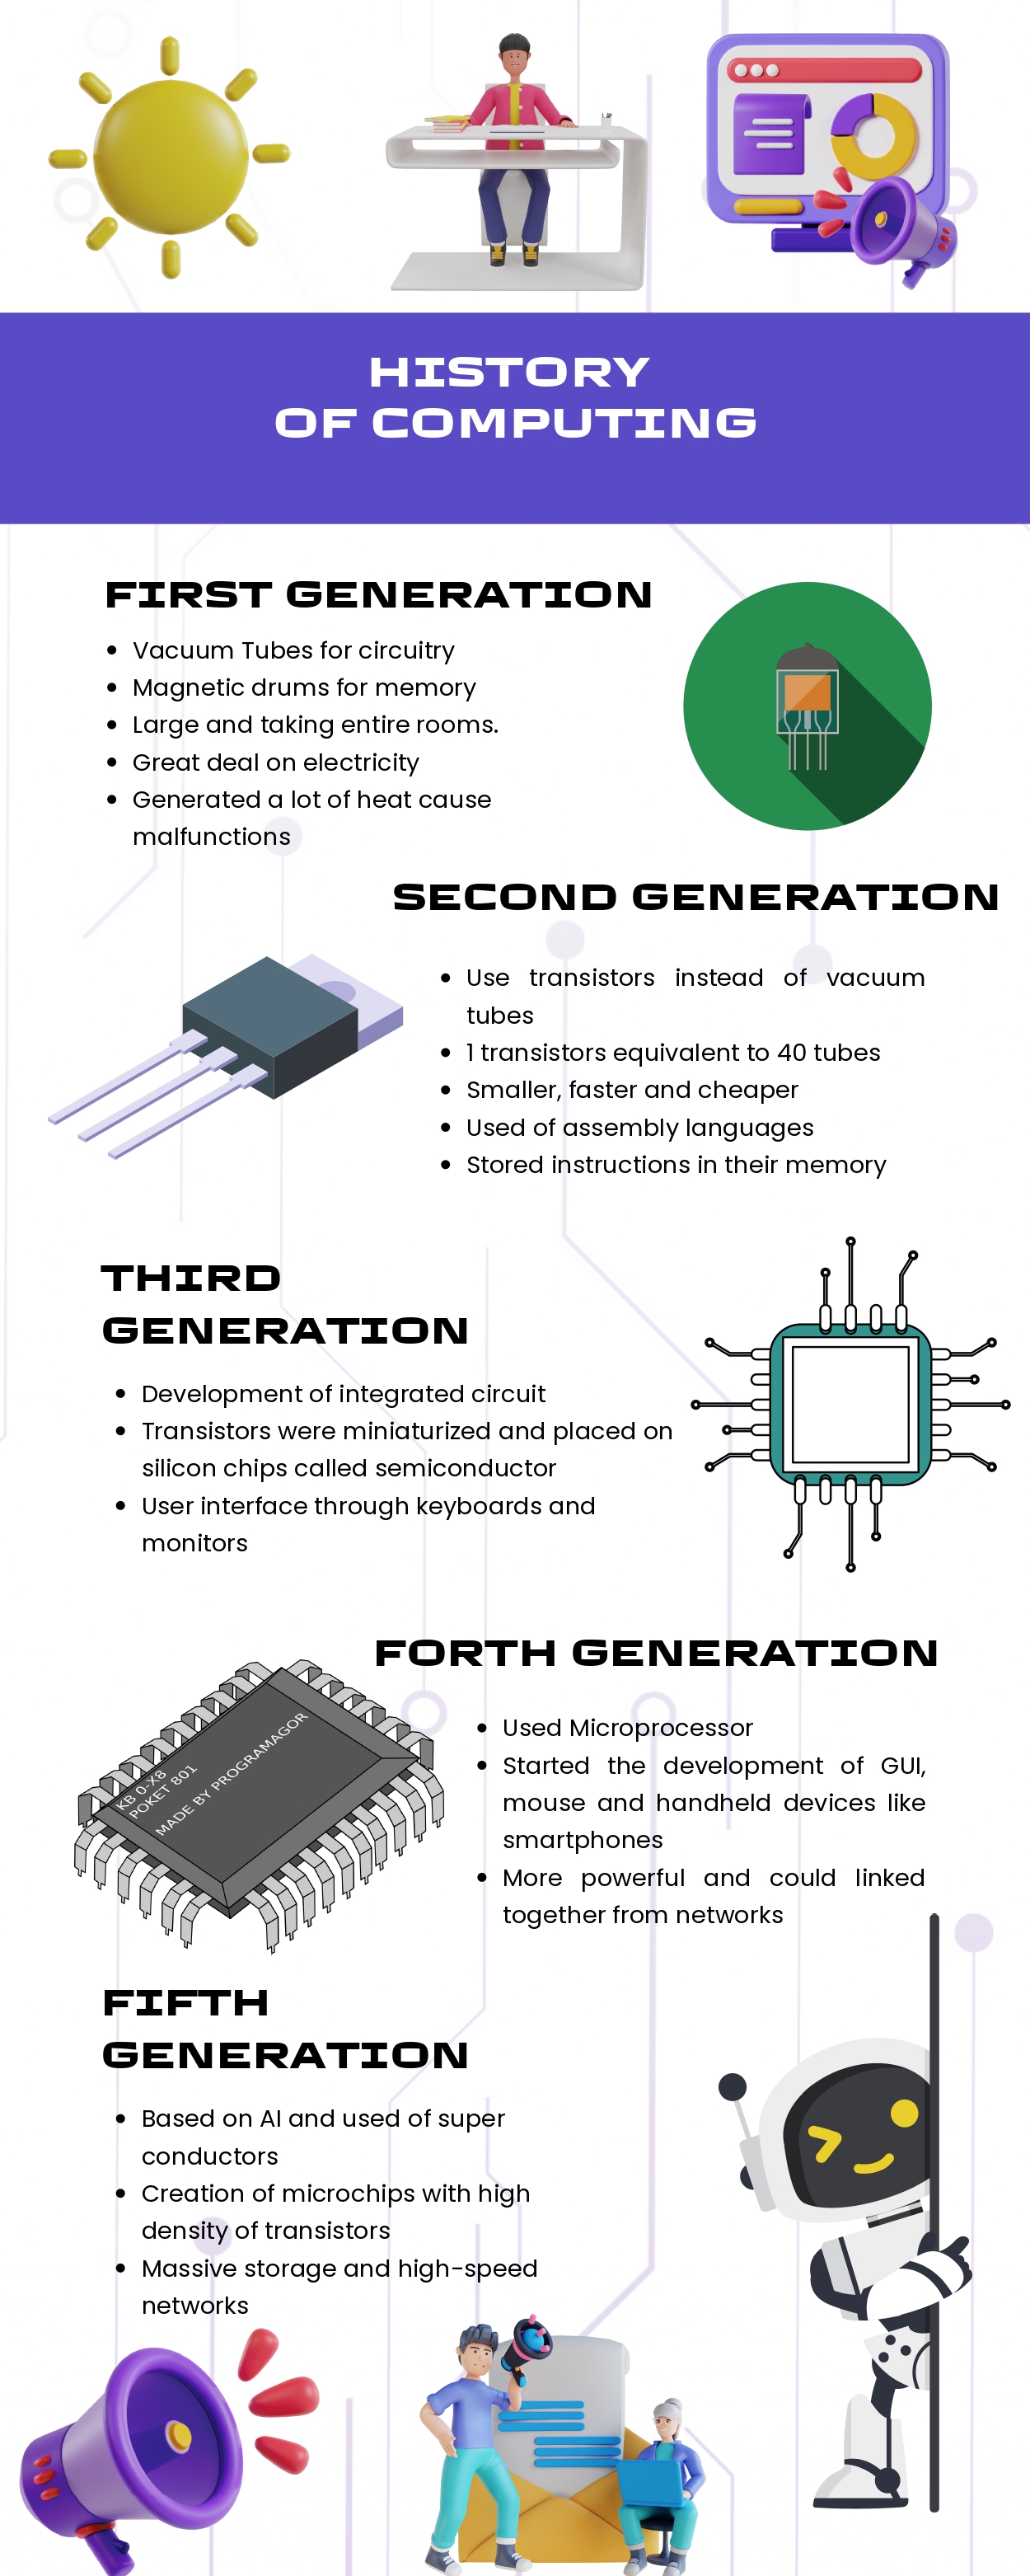 HISTORY
OF COMPUTING
FIRST GENERATION
• Vacuum Tubes for circuitry
• Magnetic drums for memory
• Large and taking entire rooms.
• Great deal on electricity
• Generated a lot of heat cause
malfunctions
SECOND GENERATION
• Use transistors instead of vacuum
tubes
• 1 transistors equivalent to 40 tubes
• Smaller, faster and cheaper
• Used of assembly languages
• Stored instructions in their memory
THIRD
GENERATION
• Development of integrated circuit
• Transistors were miniaturized and placed on
silicon chips called semiconductor
• User interface through keyboards and
monitors
FORTH GENERATION
KB 0-X8
POKET 801
MADE BY PROGRAMAGOR
• Used Microprocessor
• Started the development of GUI,
mouse and handheld devices like
smartphones
• More powerful and could linked
together from networks
FIFTH
GENERATION
• Based on AI and used of super
conductors
• Creation of microchips with high
density of transistors
• Massive storage and high-speed
networks